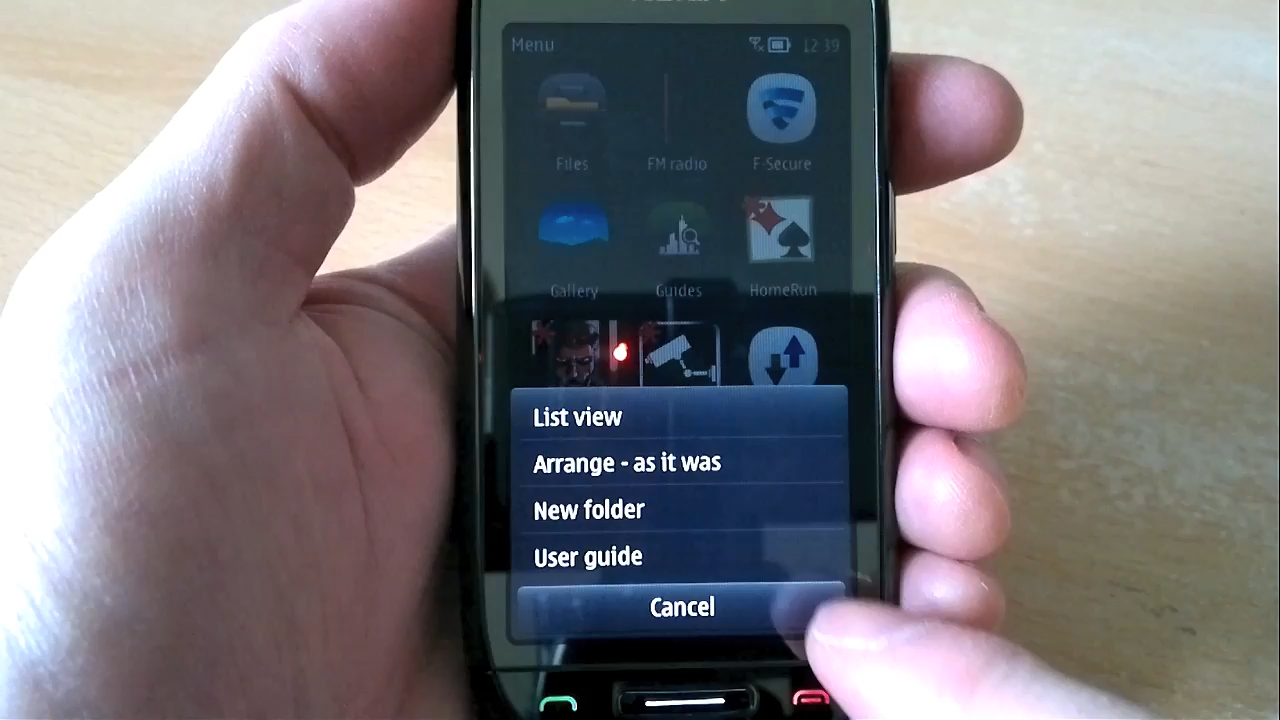 Menu 12:39
Files FM radio F-Secure
Gallery Guides HomeRun
List view
Arrange - as it was
New folder
User guide
Cancel